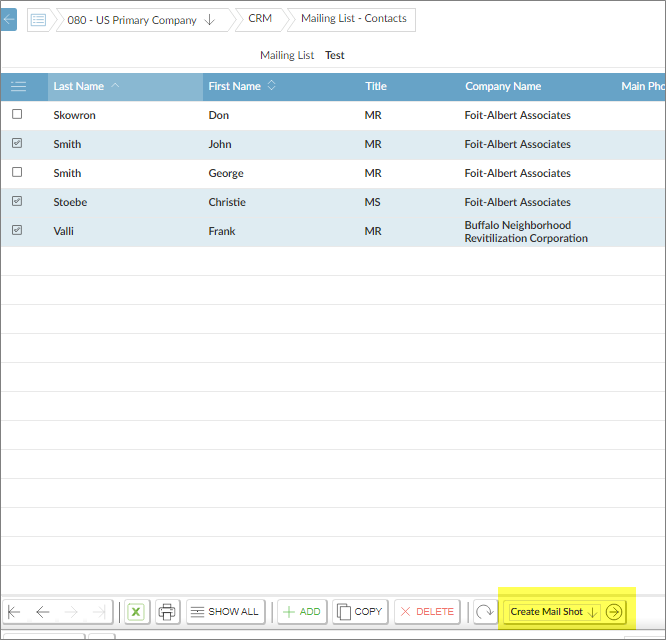 080 - US Primary Company CRM Mailing List - Contacts
Mailing List Test
Last Name First Name Title Company Name Main Pho
Skowron Don MR Foit-Albert Associates
Smith John MR Foit-Albert Associates
Smith George MR Foit-Albert Associates
Stoebe Christie MS Foit-Albert Associates
Valli Frank MR Buffalo Neighborhood
Revitilization Corporation
SHOW ALL ADD COPY DELETE Create Mail Shot